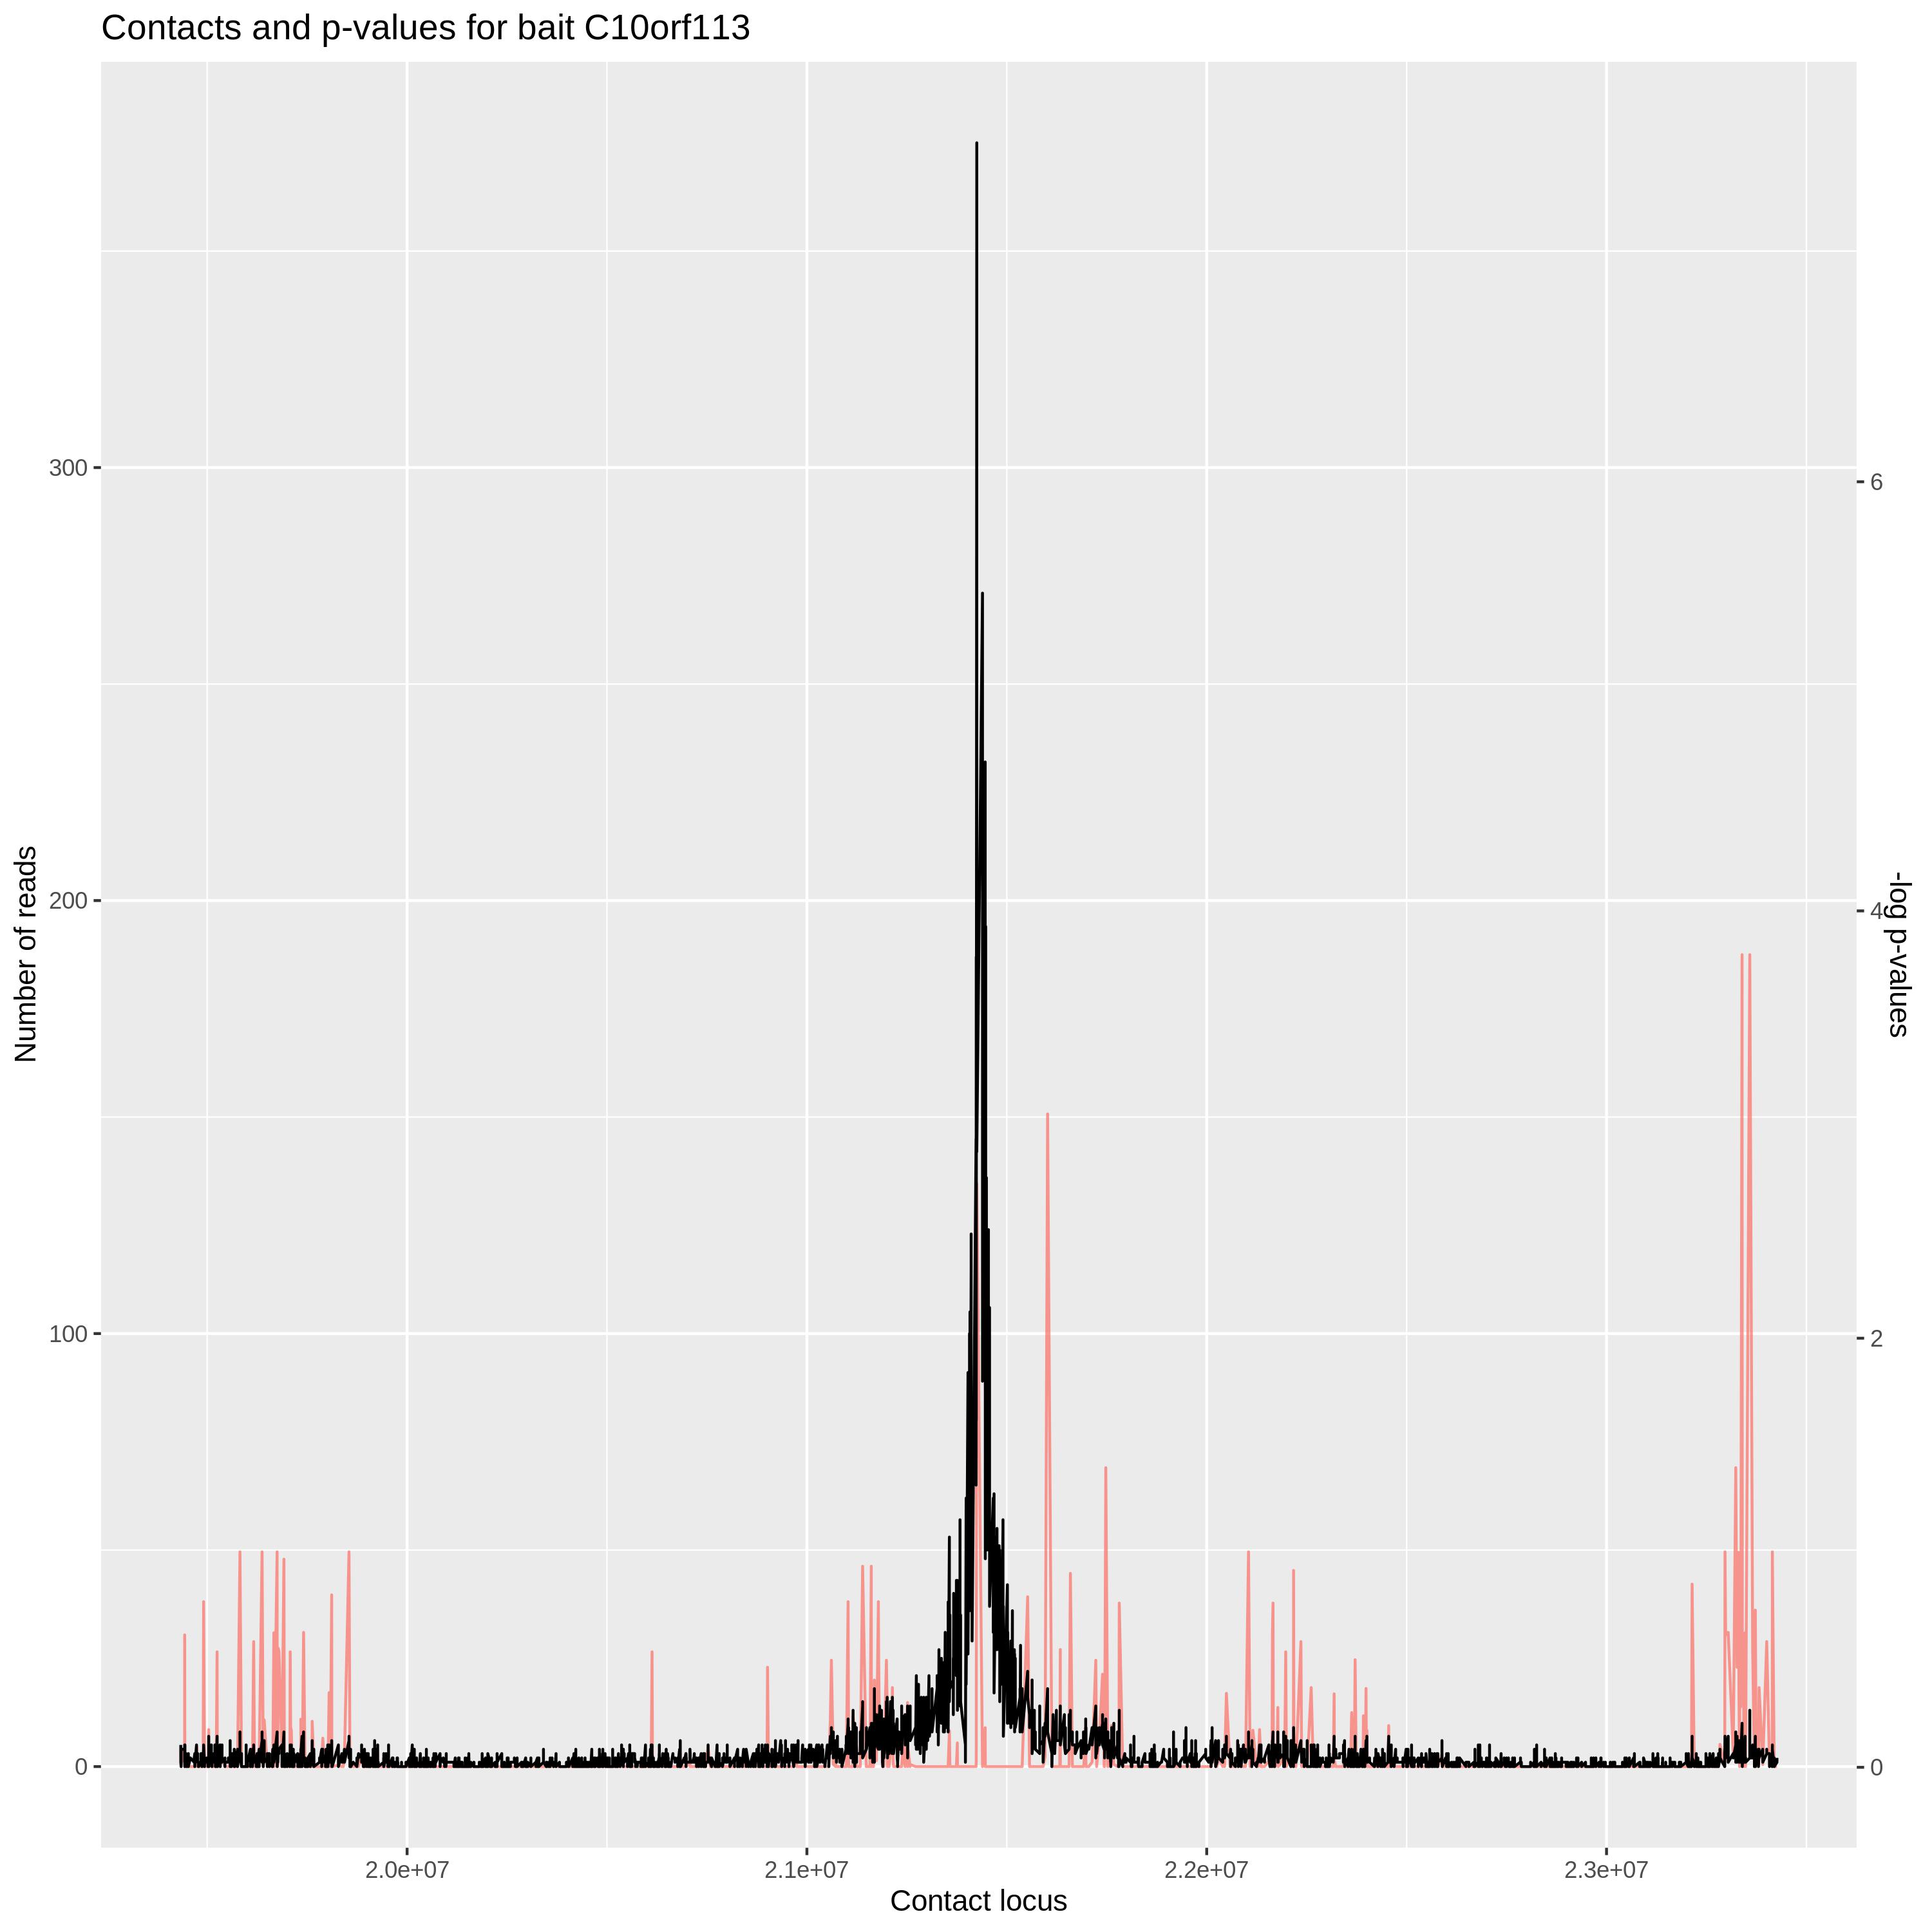 Contacts and p-values for bait C10orf113
Number of reads
300
200
100
0
6
4
2
0
-log p-values
2.0e+07
2.1e+07
2.2e+07
2.3e+07
Contact locus